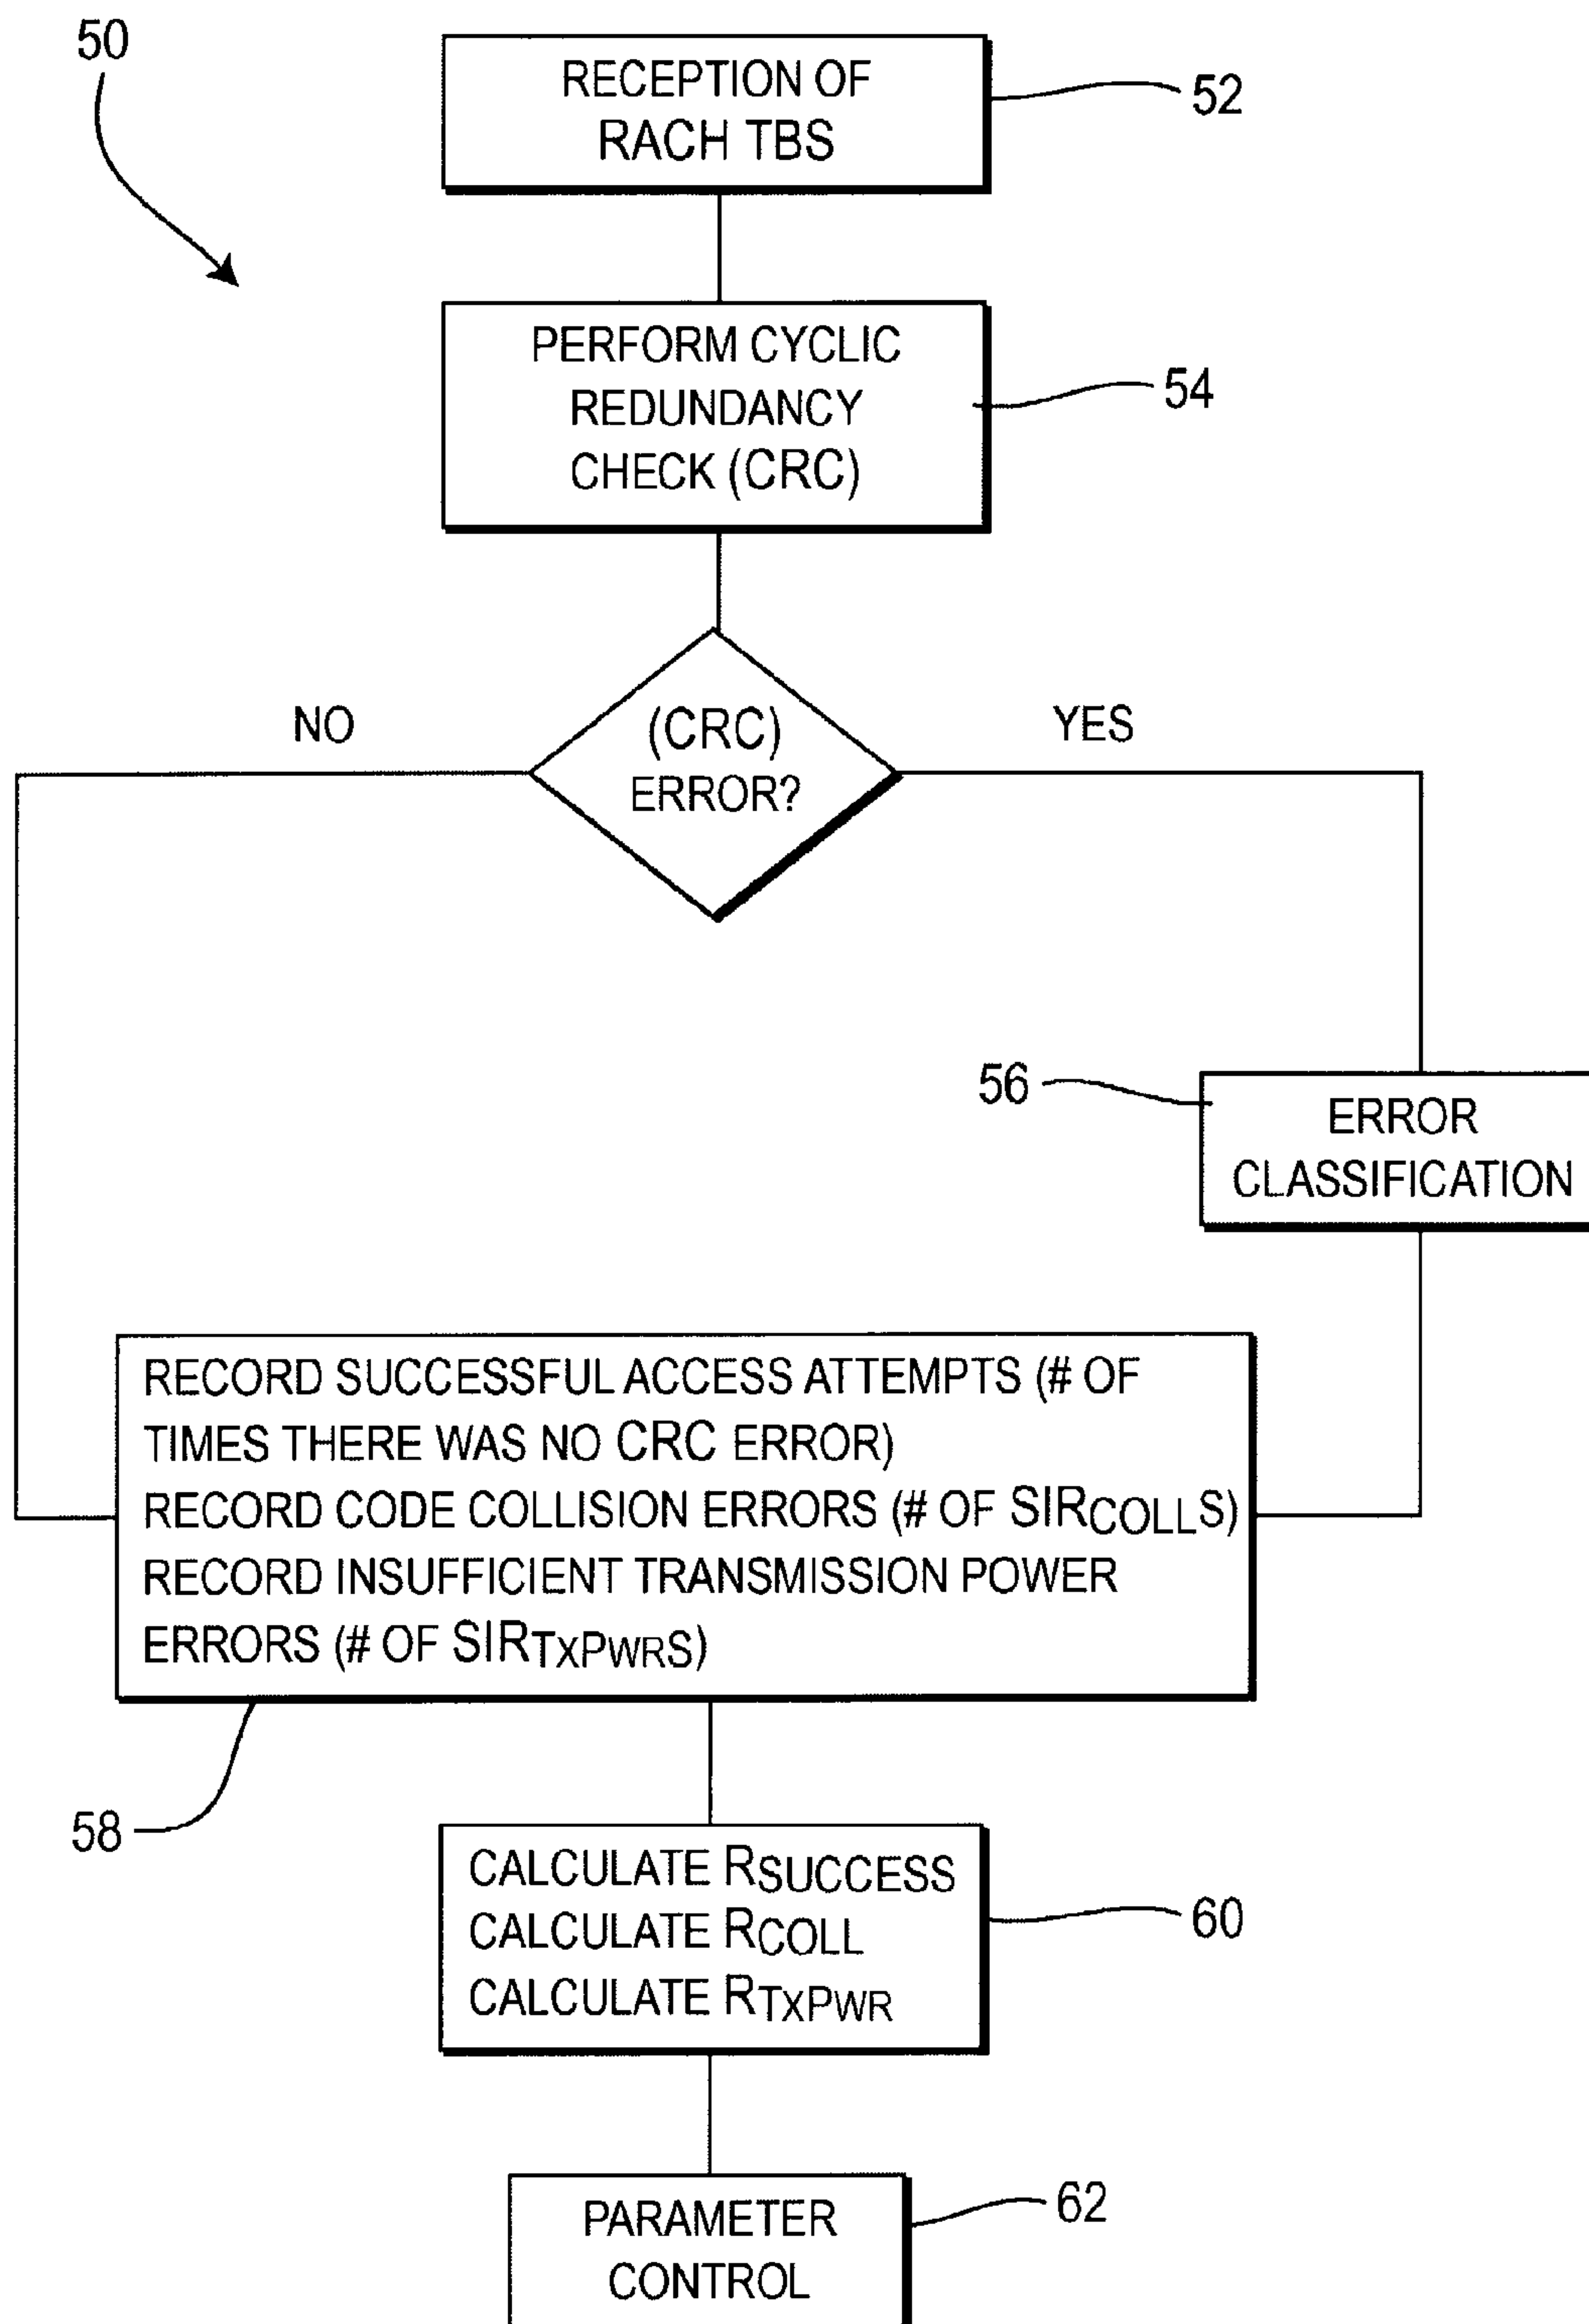 50
RECEPTION OF
RACH TBS
52
PERFORM CYCLIC
REDUNDANCY
CHECK (CRC)
54
NO
(CRC)
ERROR?
YES
56
ERROR
CLASSIFICATION
RECORD SUCCESSFUL ACCESS ATTEMPTS (# OF
TIMES THERE WAS NO CRC ERROR)
RECORD CODE COLLISION ERRORS (# OF SIRCOLLS)
RECORD INSUFFICIENT TRANSMISSION POWER
ERRORS (# OF SIRTXPWRS)
58
CALCULATE RSUCCESS
CALCULATE RCOLL
CALCULATE RTXPWR
60
PARAMETER
CONTROL
62